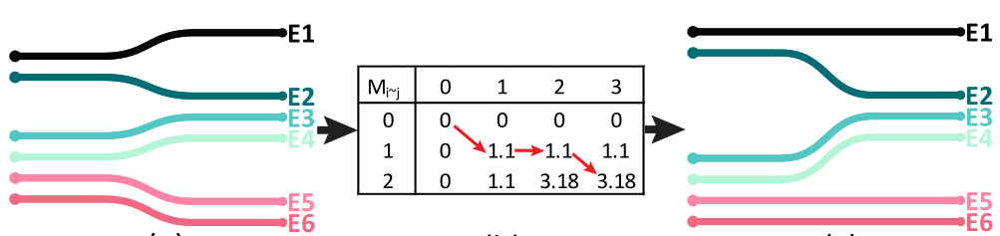 E1
E2
E3
E4
E5
E6
M i~j 0 1 2 3
0 0 0 0 0
1 0 1.1 1.1 1.1
2 0 1.1 3.18 3.18
E1
E2
E3
E4
E5
E6